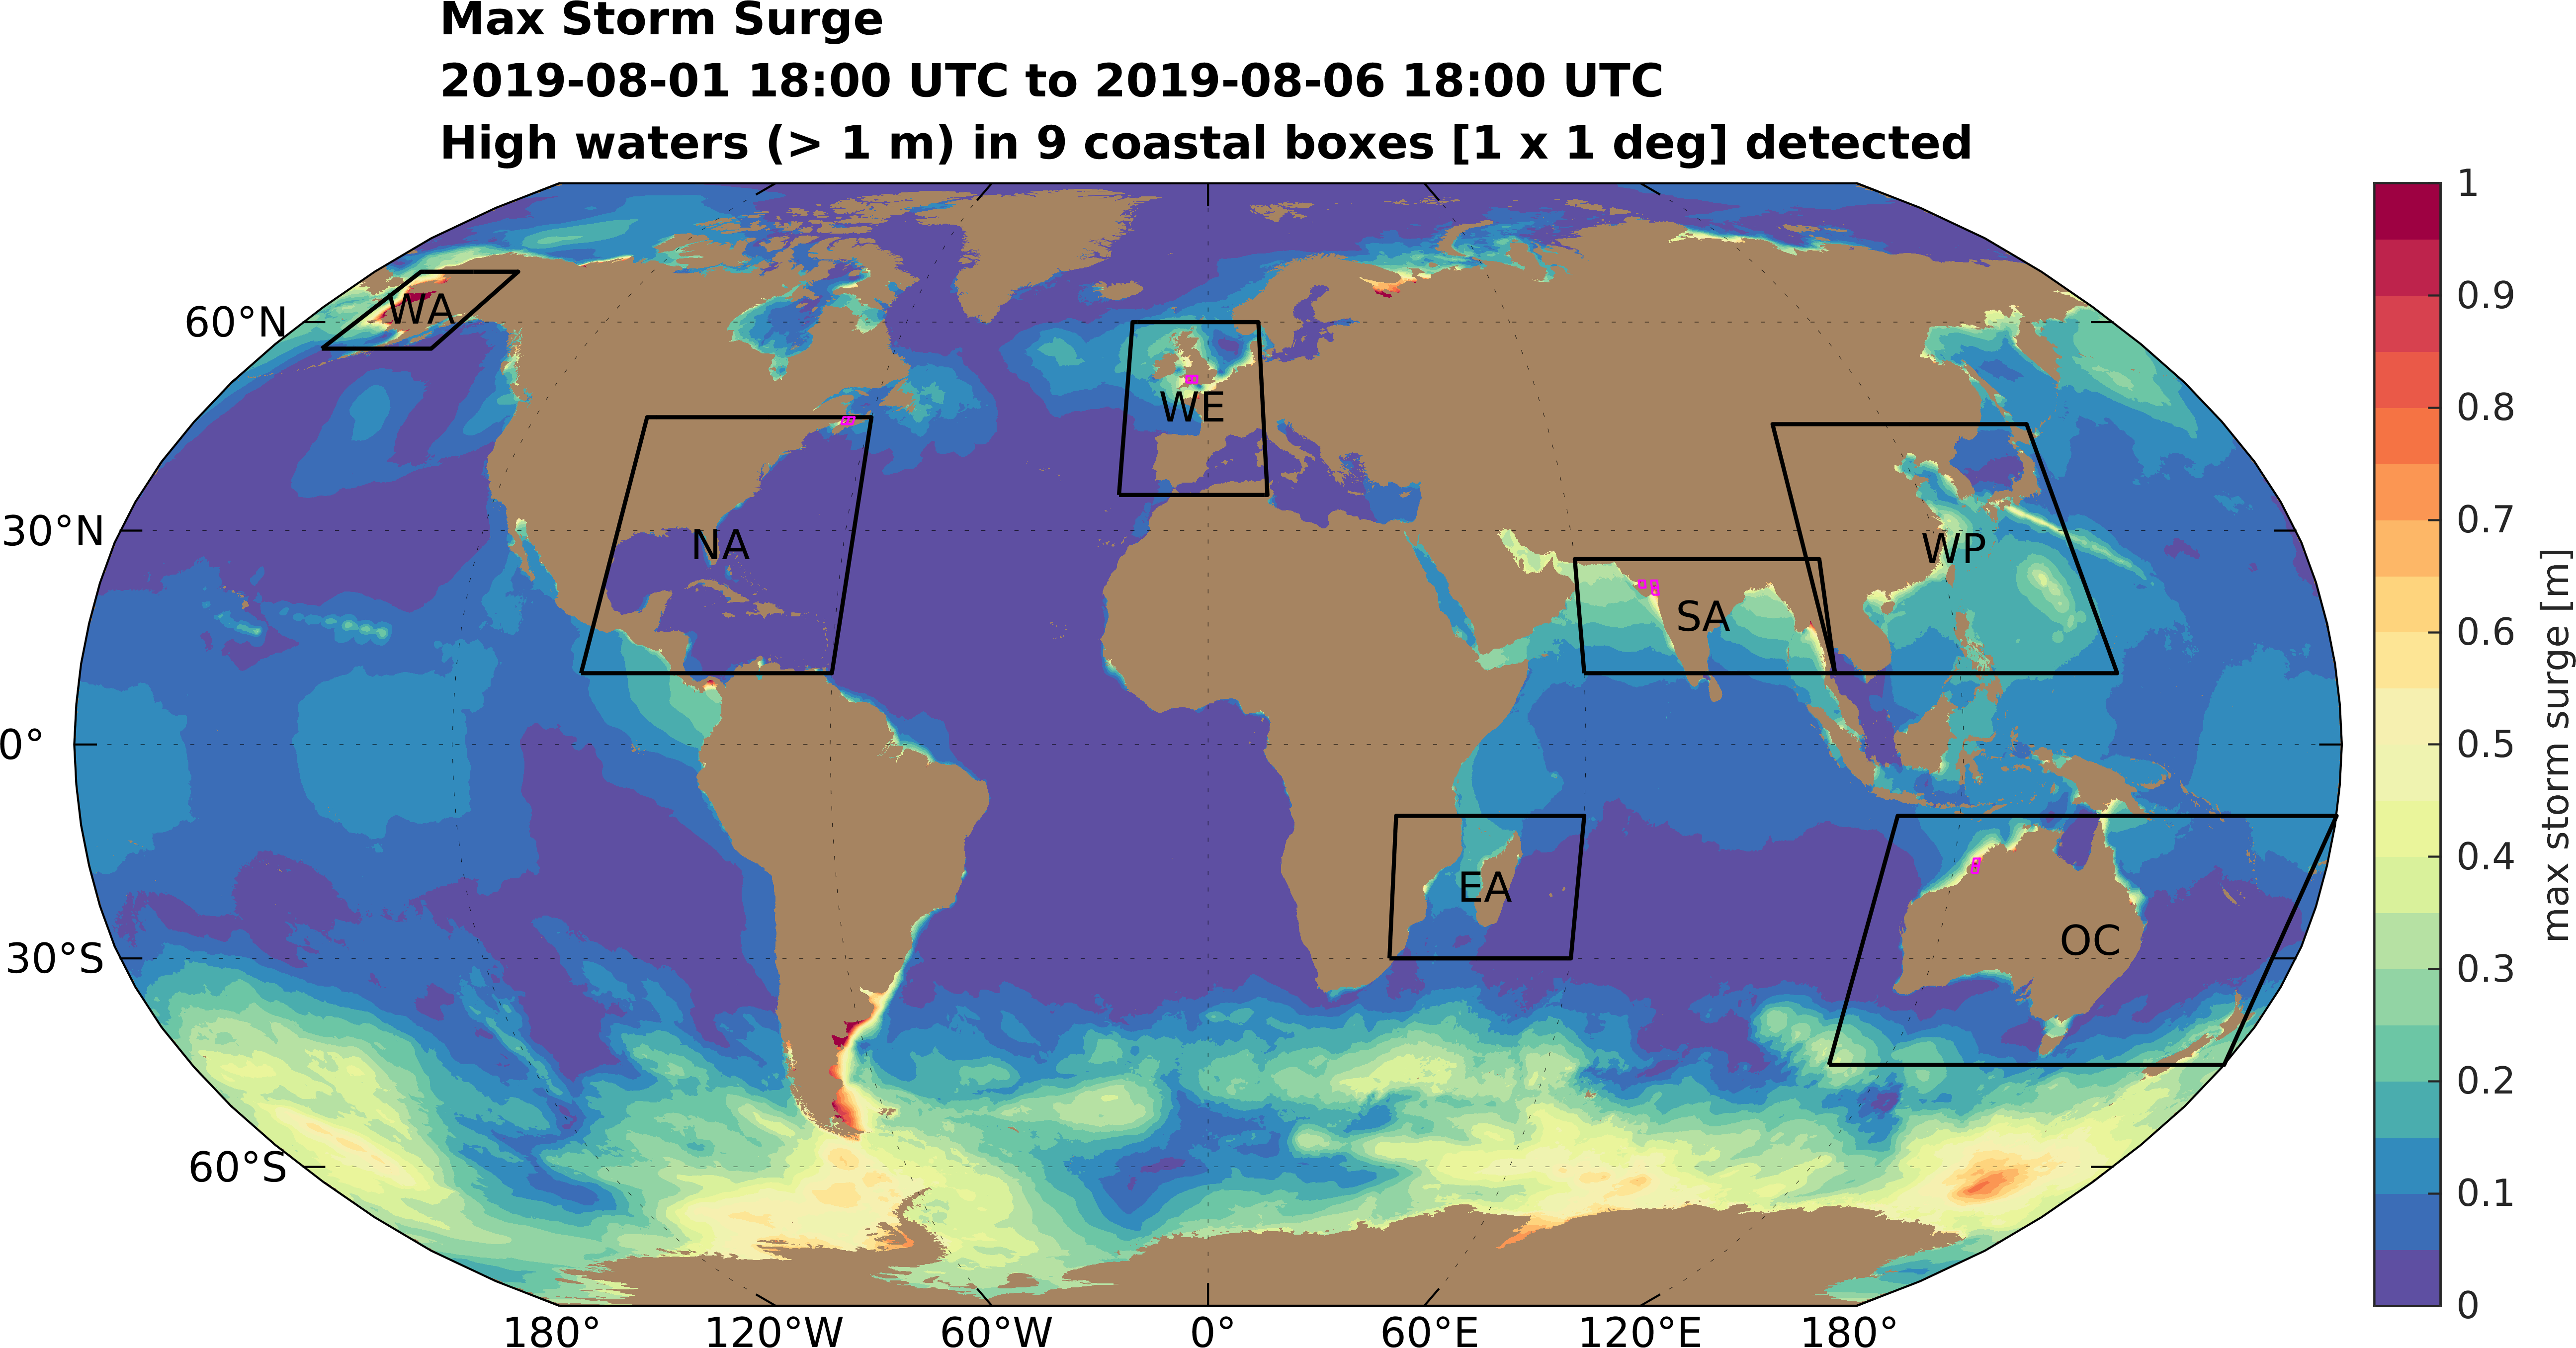 Max Storm Surge
2019-08-01 18:00 UTC to 2019-08-06 18:00 UTC
High waters (> 1 m) in 9 coastal boxes [1 x 1 deg] detected
60°N
30°N
0°
30°S
60°S
180°
120°W
60°W
0°
60°E
120°E
180°
WA
NA
WE
SA
WP
EA
OC
1
0.9
0.8
0.7
0.6
0.5
0.4
0.3
0.2
0.1
0
max storm surge [m]